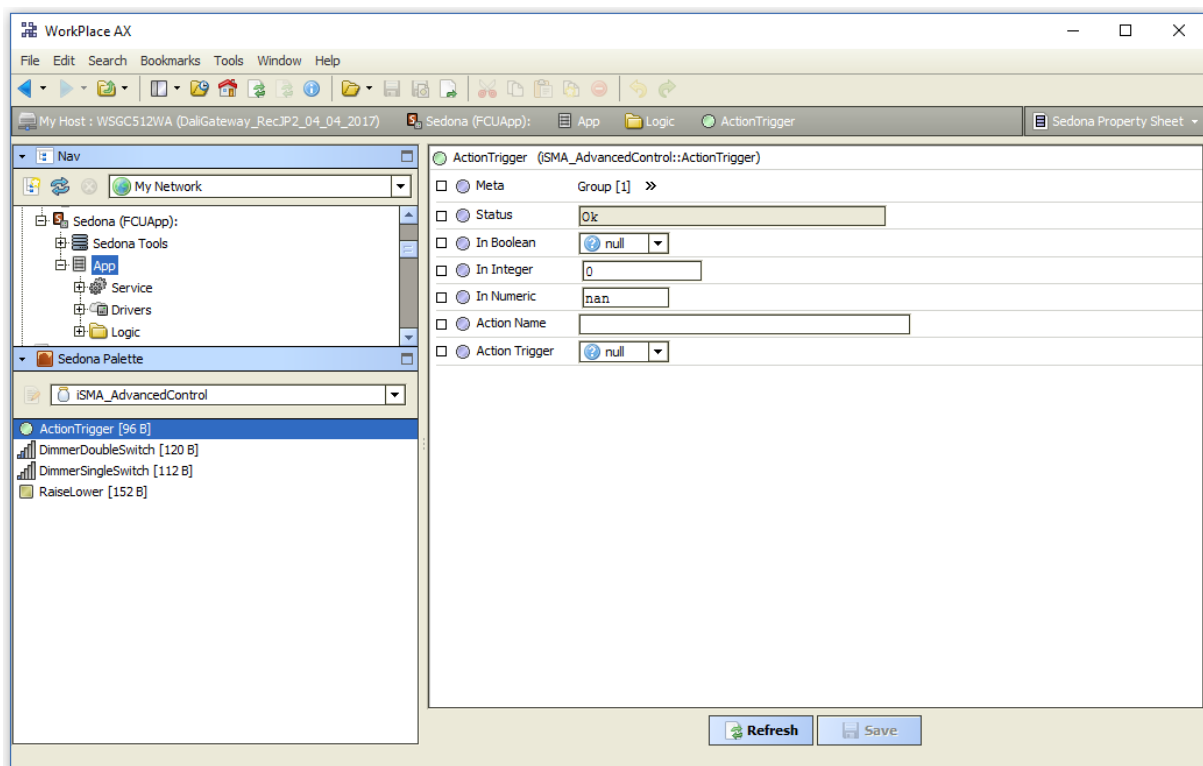 WorkPlace AX
File Edit Search Bookmarks Tools Window Help
My Host : WSGC512WA (DaliGateway_RecJP2_04_04_2017) Sedona (FCUApp): App Logic ActionTrigger Sedona Property Sheet
Nav
My Network
Sedona (FCUApp):
Sedona Tools
App
Service
Drivers
Logic
Sedona Palette
iSMA_AdvancedControl
ActionTrigger [96 B]
DimmerDoubleSwitch [120 B]
DimmerSingleSwitch [112 B]
RaiseLower [152 B]
ActionTrigger (iSMA_AdvancedControl::ActionTrigger)
Meta Group [1] »
Status Ok
In Boolean null
In Integer 0
In Numeric nan
Action Name
Action Trigger null
Refresh Save